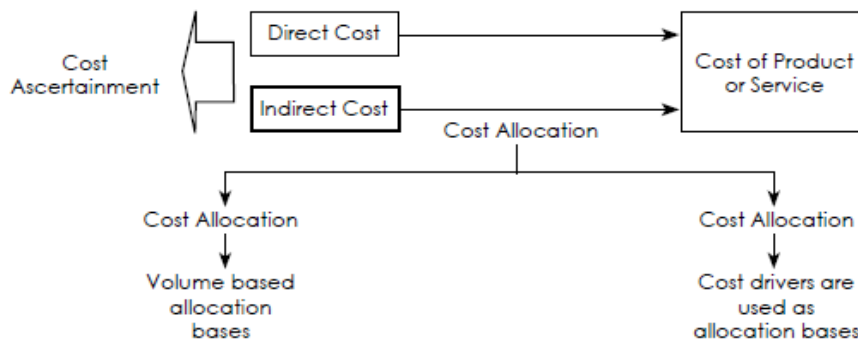 Direct Cost
Cost
Ascertainment
Cost of Product
or Service
Indirect Cost
Cost Allocation
Cost Allocation
Cost Allocation
Volume based
allocation
bases
Cost drivers are
used as
allocation bases